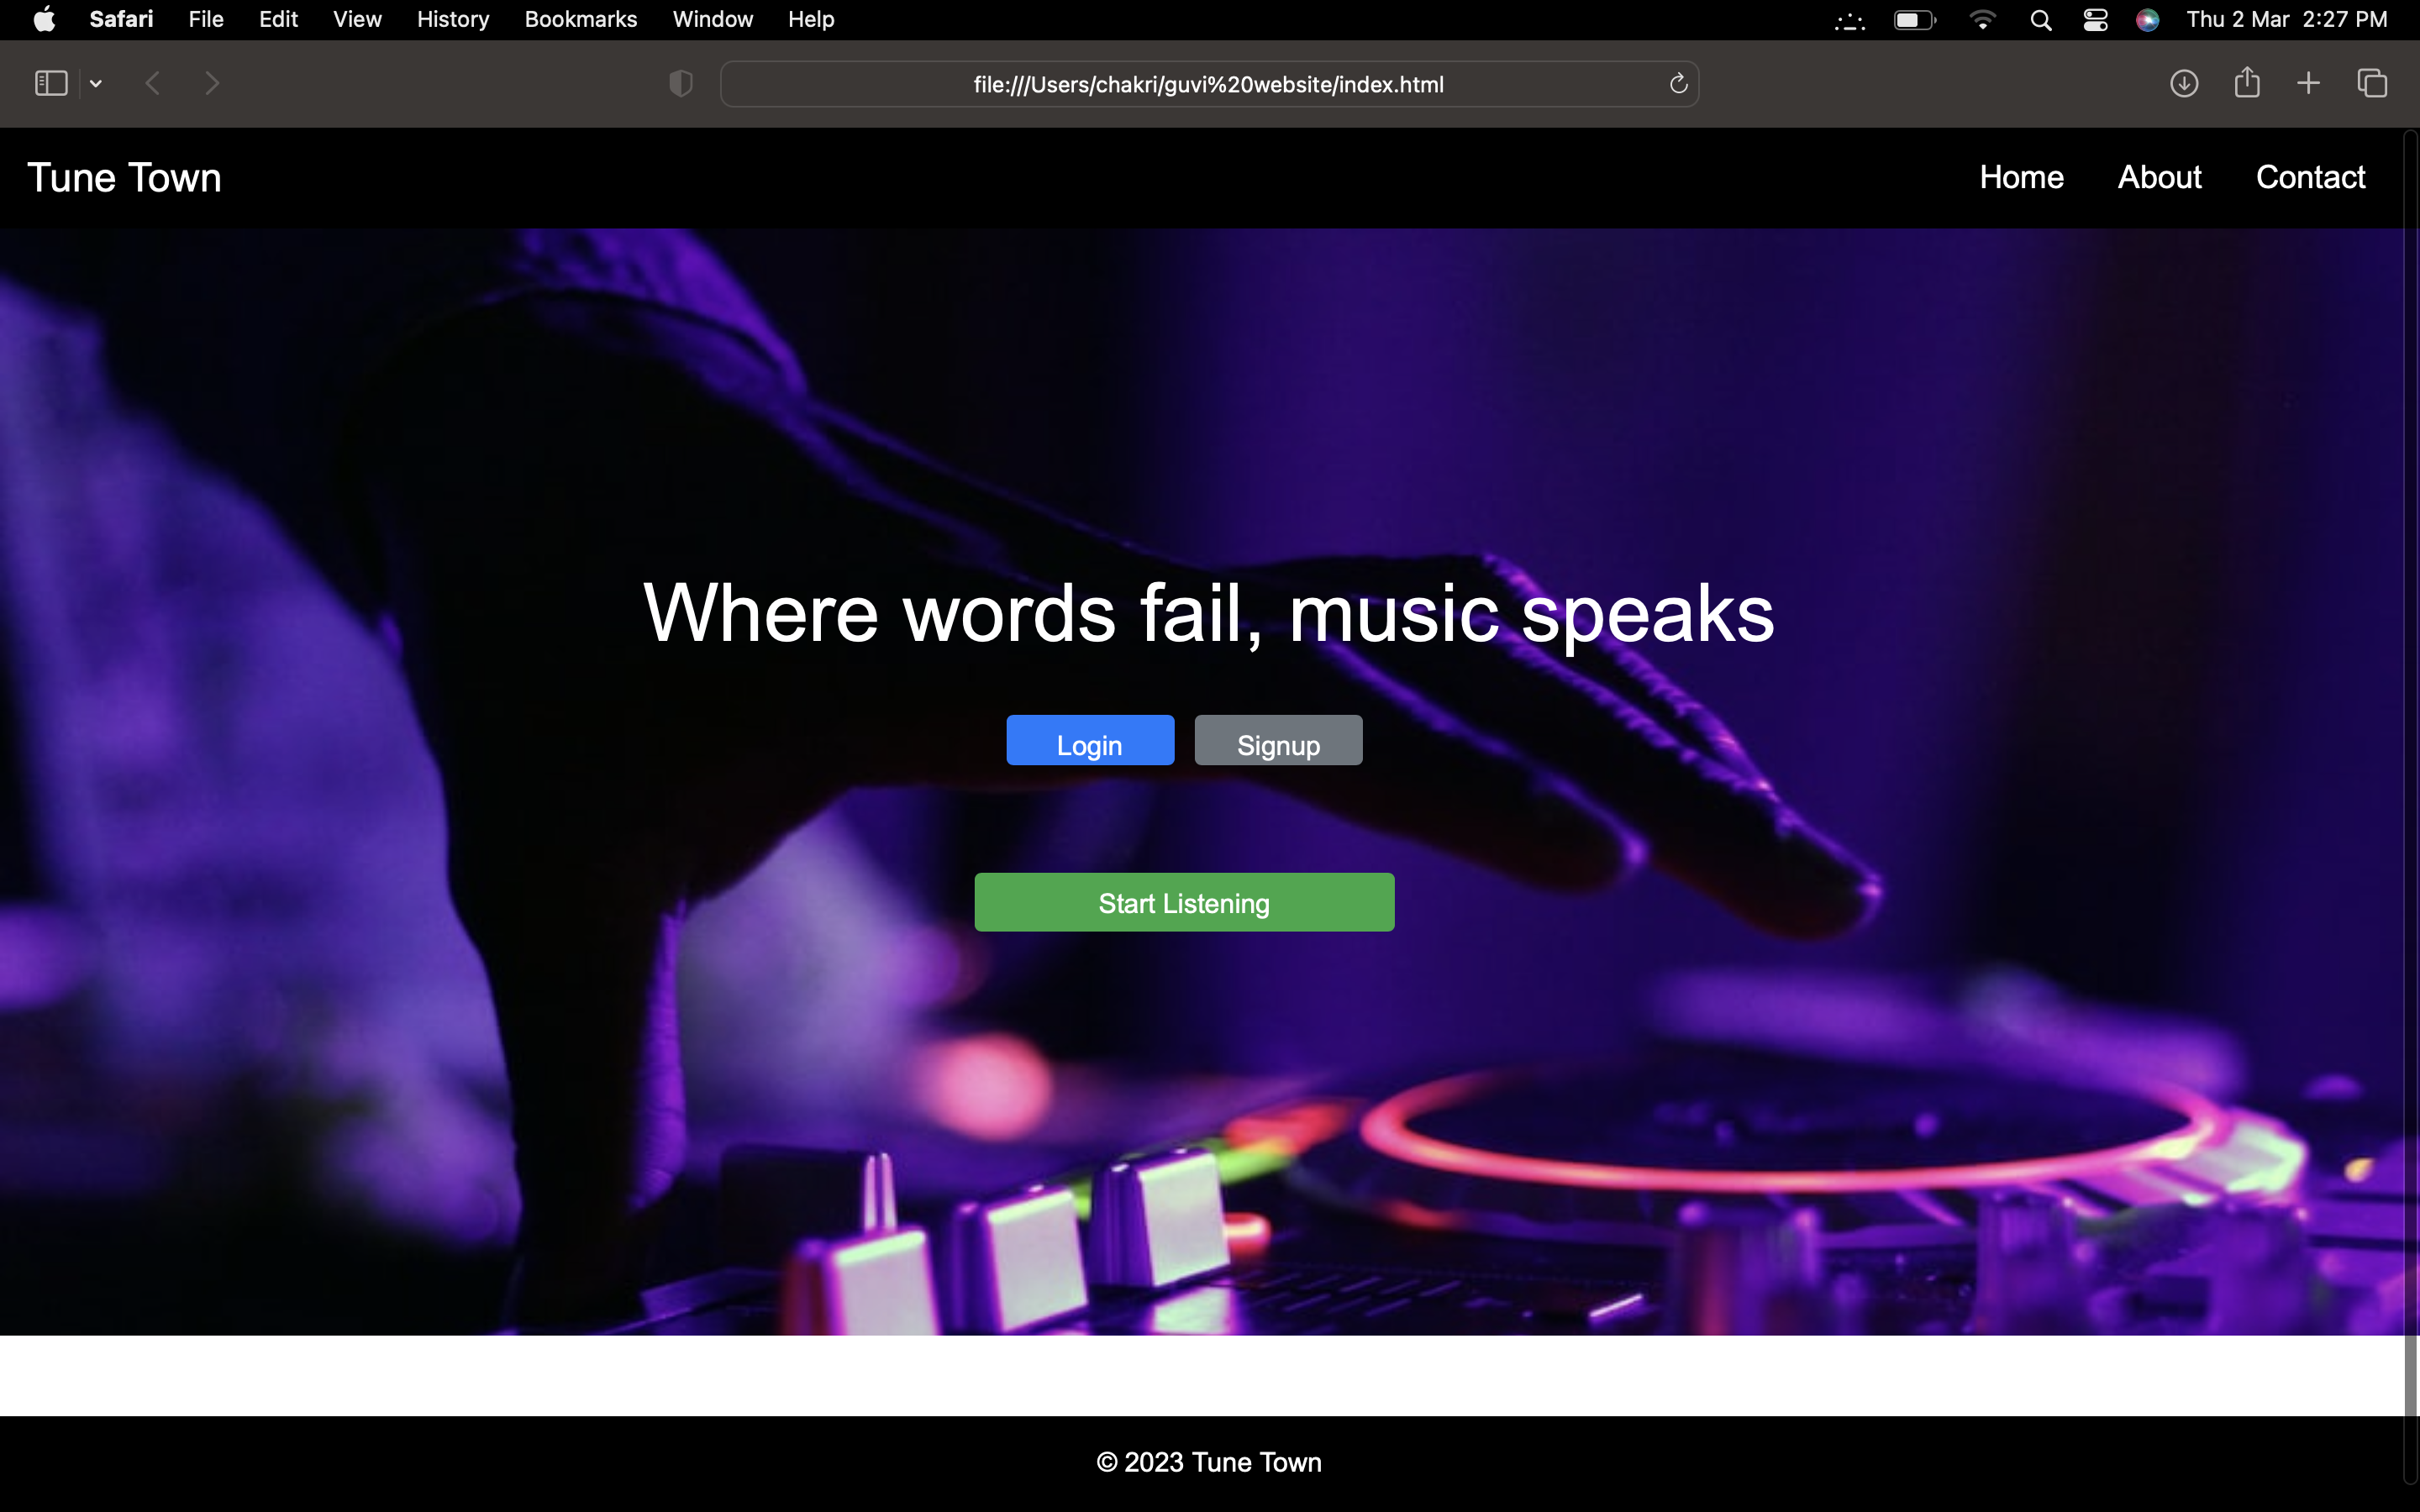 Safari File Edit View History Bookmarks Window Help Thu 2 Mar 2:27 PM
file:///Users/chakri/guvi%20website/index.html
Tune Town Home About Contact
Where words fail, music speaks
Login Signup
Start Listening
© 2023 Tune Town